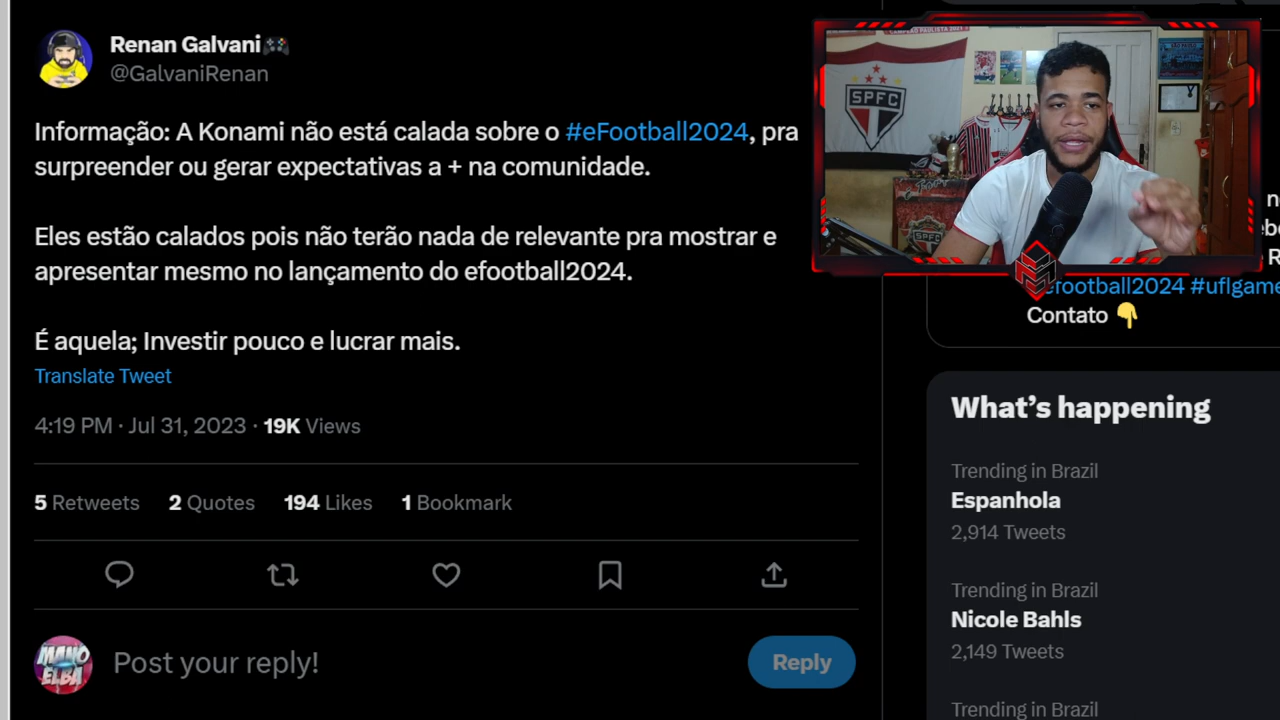 Renan Galvani
@GalvaniRenan
Informação: A Konami não está calada sobre o #eFootball2024, pra
surpreender ou gerar expectativas a + na comunidade.
Eles estão calados pois não terão nada de relevante pra mostrar e
apresentar mesmo no lançamento do efootball2024.
É aquela; Investir pouco e lucrar mais.
Translate Tweet
4:19 PM · Jul 31, 2023 · 19K Views
5 Retweets 2 Quotes 194 Likes 1 Bookmark
MANO
ELBA
Post your reply!
Reply
SPFC
SPFC
efootball2024 #uflgame
Contato 👇
What's happening
Trending in Brazil
Espanhola
2,914 Tweets
Trending in Brazil
Nicole Bahls
2,149 Tweets
Trending in Brazil